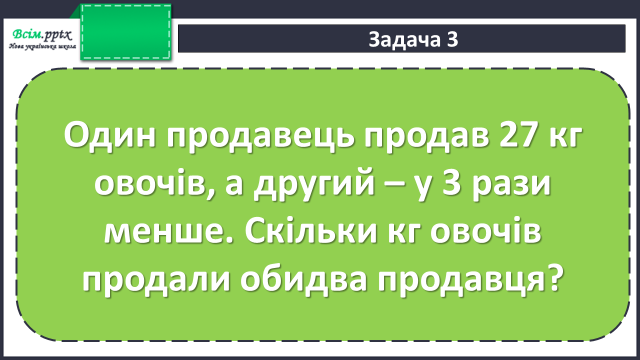 Всім.pptx
Нова українська школа
Задача 3
Один продавець продав 27 кг
овочів, а другий – у 3 рази
менше. Скільки кг овочів
продали обидва продавця?